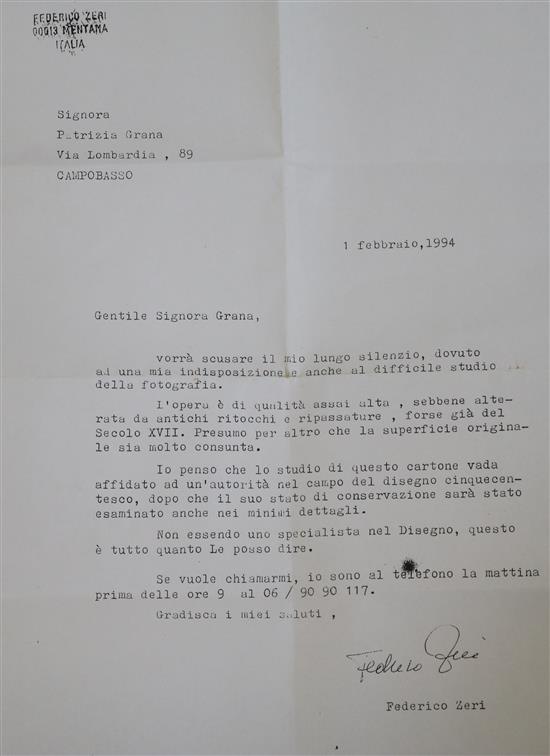 FEDERICO ZERI
00013 MENTANA
ITALIA
Signora
Patrizia Grana
Via Lombardia , 89
CAMPOBASSO
1 febbraio,1994
Gentile Signora Grana,
vorrà scusare il mio lungo silenzio, dovuto
ad una mia indisposizione e anche al difficile studio
della fotografia.
L'opera è di qualità assai alta , sebbene alte-
rata da antichi ritocchi e ripassature , forse già del
Secolo XVII. Presumo per altro che la superficie origina-
le sia molto consunta.
Io penso che lo studio di questo cartone vada
affidato ad un'autorità nel campo del disegno cinquecen-
tesco, dopo che il suo stato di conservazione sarà stato
esaminato anche nei minimi dettagli.
Non essendo uno specialista nel Disegno, questo
è tutto quanto Le posso dire.
Se vuole chiamarmi, io sono al telefono la mattina
prima delle ore 9 al 06 / 90 90 117.
Gradisca i miei saluti ,
Federico Zeri
Federico Zeri